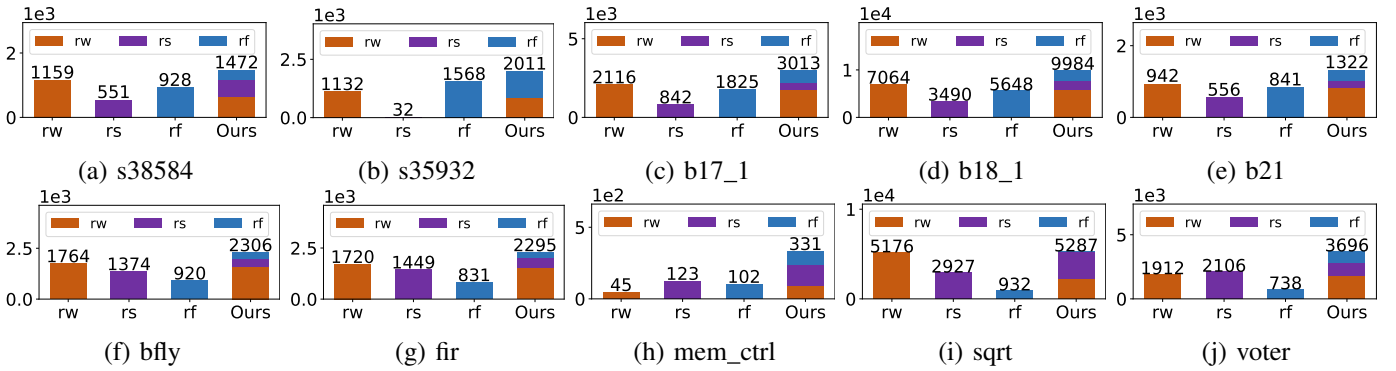 1e3
rw rs rf
2
0
1159
551
928
1472
rw rs rf Ours
(a) s38584
1e3
rw rs rf
2.5
0.0
1132
32
1568
2011
rw rs rf Ours
(b) s35932
1e3
rw rs rf
5
0
2116
842
1825
3013
rw rs rf Ours
(c) b17_1
1e4
rw rs rf
1
0
7064
3490
5648
9984
rw rs rf Ours
(d) b18_1
1e3
rw rs rf
2
0
942
556
841
1322
rw rs rf Ours
(e) b21
1e3
rw rs rf
2.5
0.0
1764
1374
920
2306
rw rs rf Ours
(f) bfly
1e3
rw rs rf
2.5
0.0
1720
1449
831
2295
rw rs rf Ours
(g) fir
1e2
rw rs rf
5
0
45
123
102
331
rw rs rf Ours
(h) mem_ctrl
1e4
rw rs rf
1
0
5176
2927
932
5287
rw rs rf Ours
(i) sqrt
1e3
rw rs rf
5
0
1912
2106
738
3696
rw rs rf Ours
(j) voter